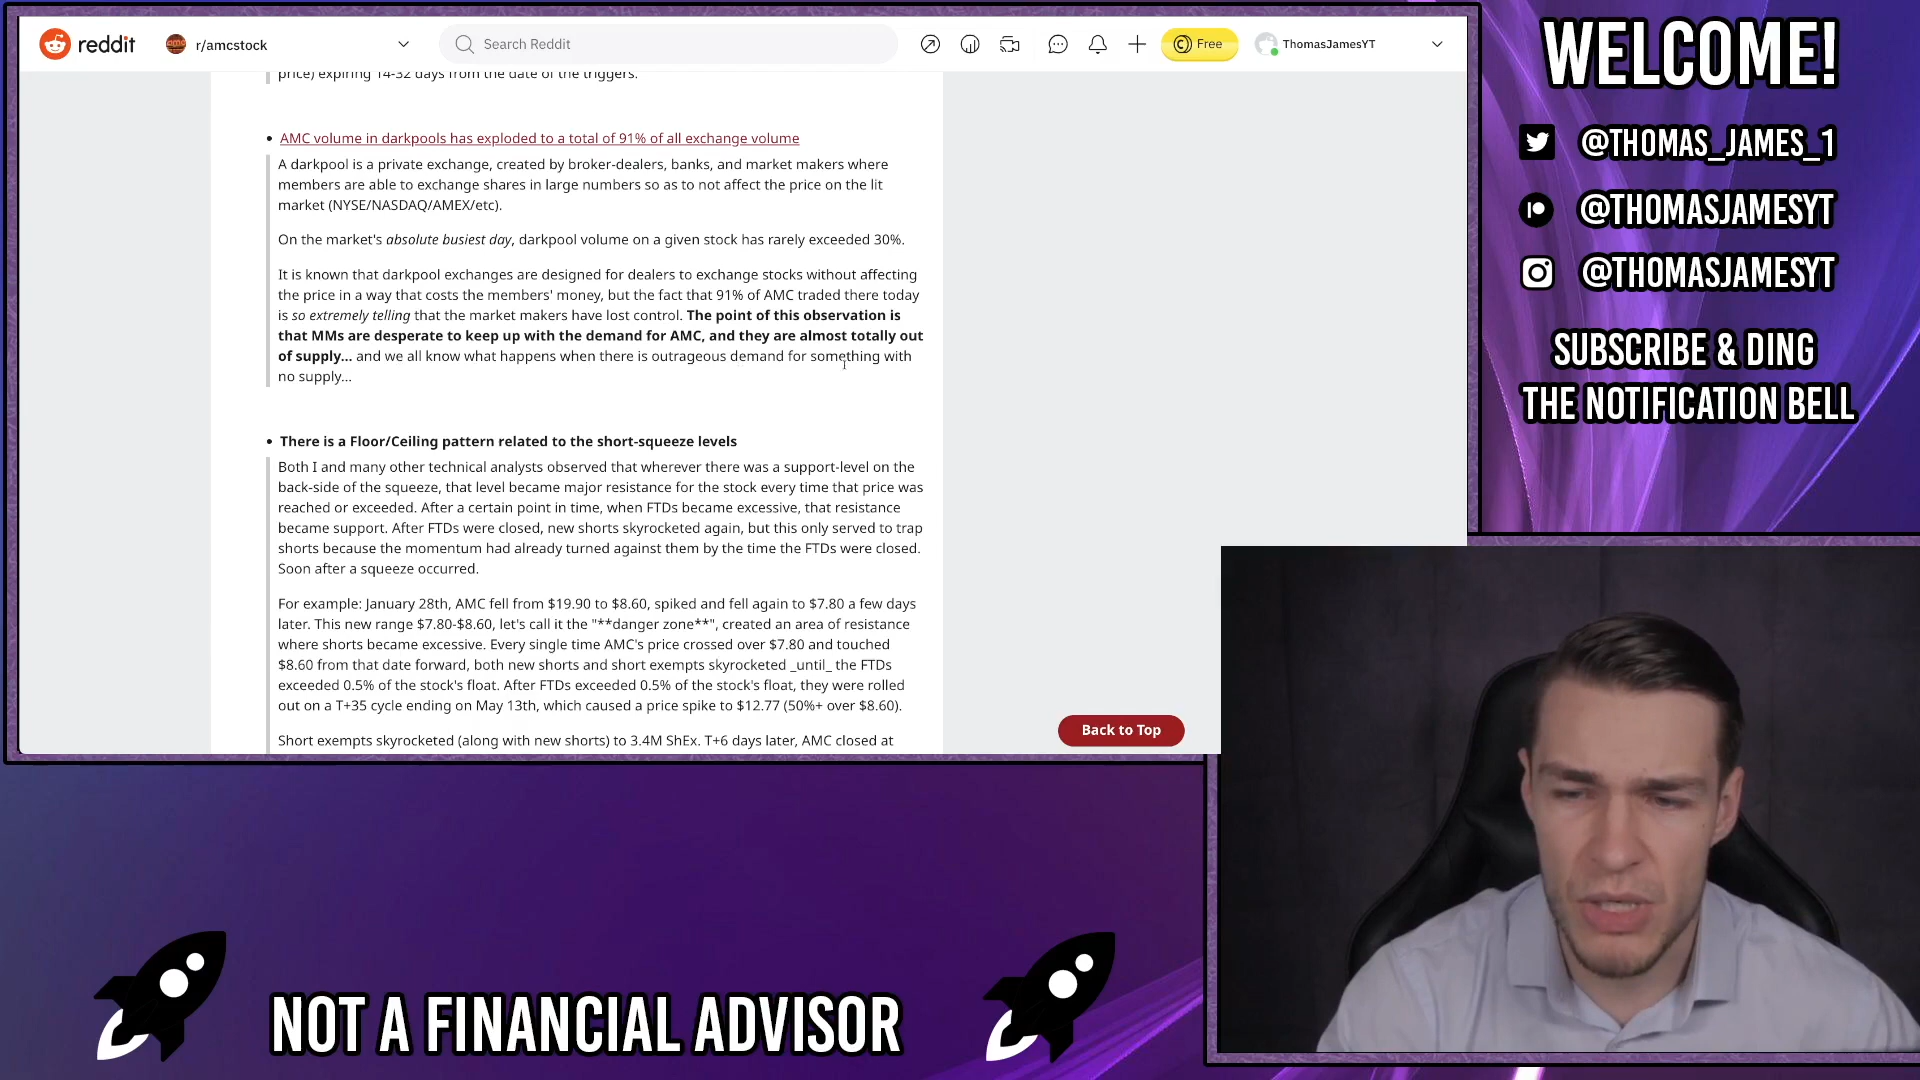 reddit
r/amcstock
Search Reddit
Free
ThomasJamesYT
price) expiring 14-32 days from the date of the triggers.
• AMC volume in darkpools has exploded to a total of 91% of all exchange volume
A darkpool is a private exchange, created by broker-dealers, banks, and market makers where
members are able to exchange shares in large numbers so as to not affect the price on the lit
market (NYSE/NASDAQ/AMEX/etc).
On the market's absolute busiest day, darkpool volume on a given stock has rarely exceeded 30%.
It is known that darkpool exchanges are designed for dealers to exchange stocks without affecting
the price in a way that costs the members' money, but the fact that 91% of AMC traded there today
is so extremely telling that the market makers have lost control. The point of this observation is
that MMs are desperate to keep up with the demand for AMC, and they are almost totally out
of supply... and we all know what happens when there is outrageous demand for something with
no supply...
• There is a Floor/Ceiling pattern related to the short-squeeze levels
Both I and many other technical analysts observed that wherever there was a support-level on the
back-side of the squeeze, that level became major resistance for the stock every time that price was
reached or exceeded. After a certain point in time, when FTDs became excessive, that resistance
became support. After FTDs were closed, new shorts skyrocketed again, but this only served to trap
shorts because the momentum had already turned against them by the time the FTDs were closed.
Soon after a squeeze occurred.
For example: January 28th, AMC fell from $19.90 to $8.60, spiked and fell again to $7.80 a few days
later. This new range $7.80-$8.60, let's call it the "**danger zone**", created an area of resistance
where shorts became excessive. Every single time AMC's price crossed over $7.80 and touched
$8.60 from that date forward, both new shorts and short exempts skyrocketed _until_ the FTDs
exceeded 0.5% of the stock's float. After FTDs exceeded 0.5% of the stock's float, they were rolled
out on a T+35 cycle ending on May 13th, which caused a price spike to $12.77 (50%+ over $8.60).
Short exempts skyrocketed (along with new shorts) to 3.4M ShEx. T+6 days later, AMC closed at
Back to Top
WELCOME!
@THOMAS_JAMES_1
@THOMASJAMESYT
@THOMASJAMESYT
SUBSCRIBE & DING
THE NOTIFICATION BELL
NOT A FINANCIAL ADVISOR